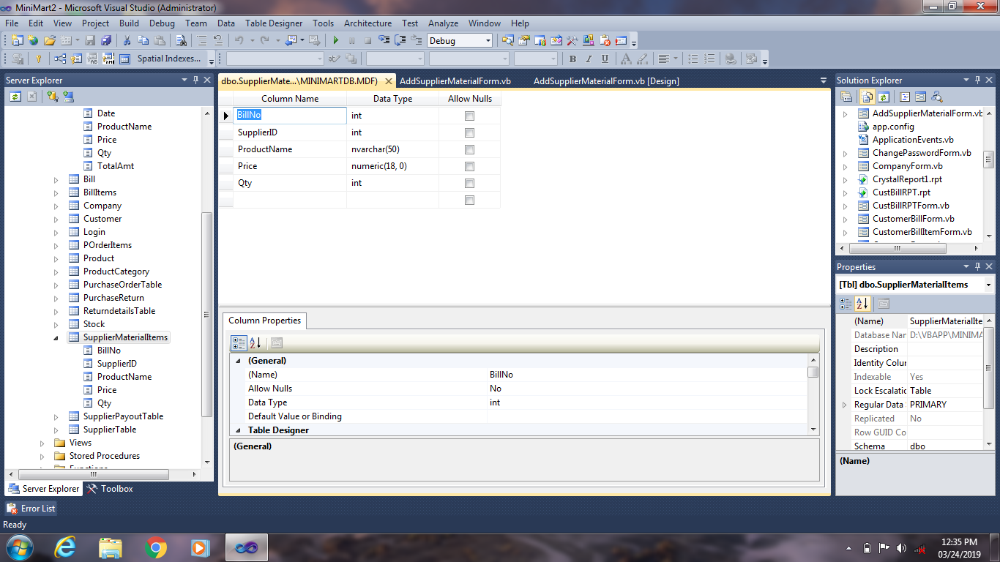 MiniMart2 - Microsoft Visual Studio (Administrator)
File Edit View Project Build Debug Team Data Table Designer Tools Architecture Test Analyze Window Help
Debug
Spatial Indexes...
B I U
Server Explorer
Date
ProductName
Price
Qty
TotalAmt
Bill
BillItems
Company
Customer
Login
POrderItems
Product
ProductCategory
PurchaseOrderTable
PurchaseReturn
ReturndetailsTable
Stock
SupplierMaterialItems
BillNo
SupplierID
ProductName
Price
Qty
SupplierPayoutTable
SupplierTable
Views
Stored Procedures
Functions
Server Explorer Toolbox
dbo.SupplierMate...\MINIMARTDB.MDF) AddSupplierMaterialForm.vb AddSupplierMaterialForm.vb [Design]
Column Name Data Type Allow Nulls
BillNo int
SupplierID int
ProductName nvarchar(50)
Price numeric(18, 0)
Qty int
Column Properties
(General)
(Name) BillNo
Allow Nulls No
Data Type int
Default Value or Binding
Table Designer
(General)
Solution Explorer
AddSupplierMaterialForm.vb
app.config
ApplicationEvents.vb
ChangePasswordForm.vb
CompanyForm.vb
CrystalReport1.rpt
CustBillRPT.rpt
CustBillRPTForm.vb
CustomerBillForm.vb
CustomerBillItemForm.vb
Properties
[Tbl] dbo.SupplierMaterialItems
(Name) SupplierMaterialIte
Database Nan D:\VBAPP\MINIMA
Description
Identity Colur
Indexable Yes
Lock Escalatic Table
Regular Data PRIMARY
Replicated No
Row GUID Co
Schema dbo
(Name)
Error List
Ready
12:35 PM
03/24/2019